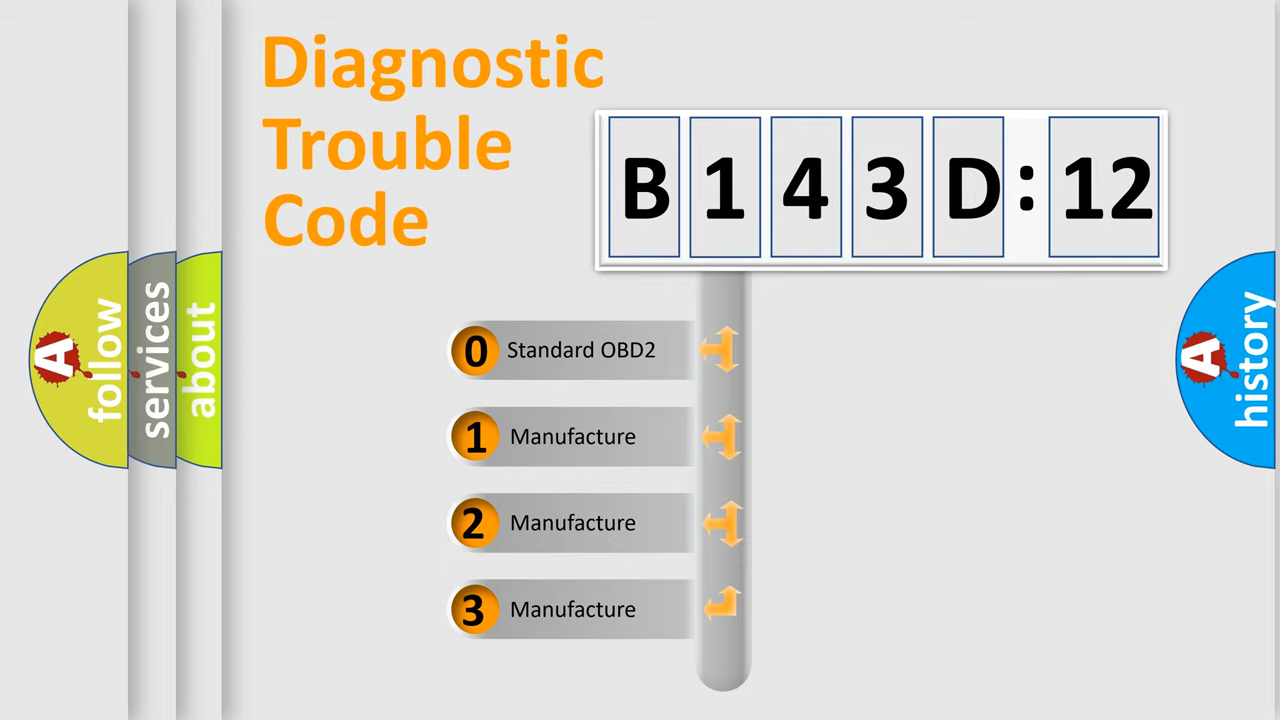 Diagnostic
Trouble
Code
B 1 4 3 D : 12
0 Standard OBD2
1 Manufacture
2 Manufacture
3 Manufacture
A follow
services
about
A history